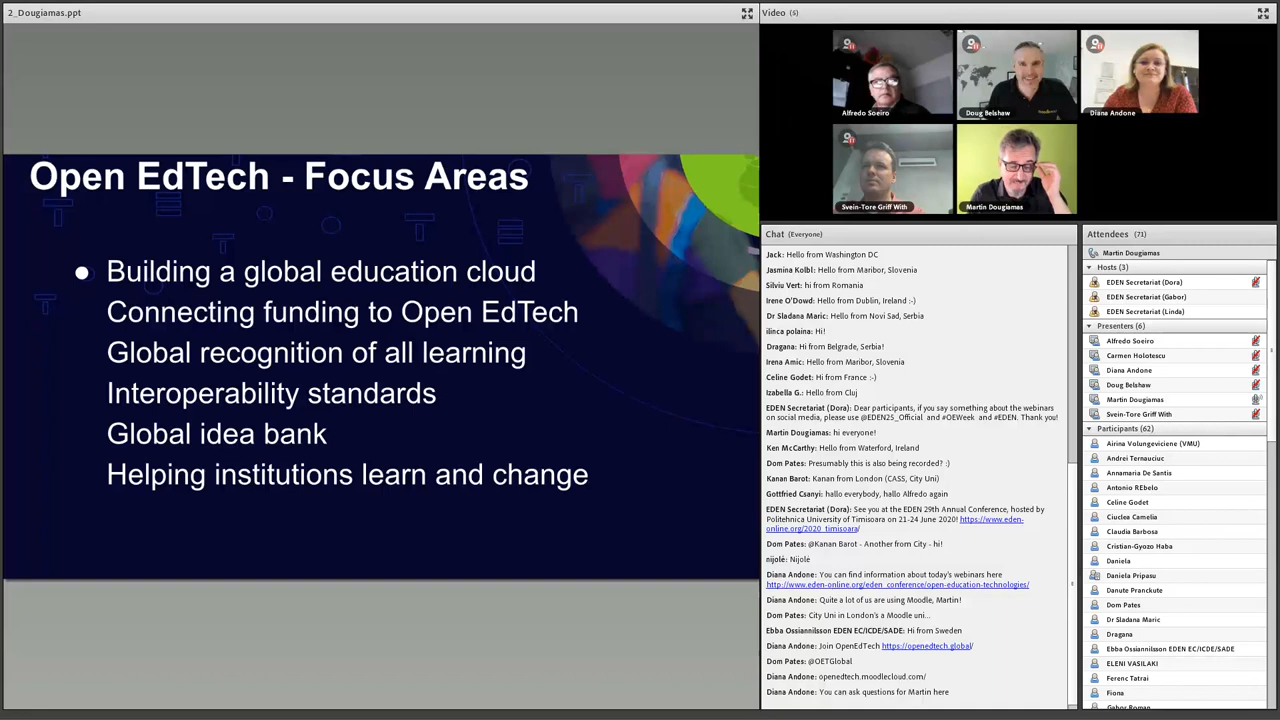 2_Dougiamas.ppt
Open EdTech - Focus Areas
● Building a global education cloud
Connecting funding to Open EdTech
Global recognition of all learning
Interoperability standards
Global idea bank
Helping institutions learn and change
Video (5)
Alfredo Soeiro
Doug Belshaw
Diana Andone
Svein-Tore Griff With
Martin Dougiamas
Chat (Everyone)
Jack: Hello from Washington DC
Jasmina Kolbl: Hello from Maribor, Slovenia
Silviu Vert: hi from Romania
Irene O'Dowd: Hello from Dublin, Ireland :-)
Dr Sladana Maric: Hello from Novi Sad, Serbia
ilinca polaina: Hi!
Dragana: Hi from Belgrade, Serbia!
Irena Amic: Hello from Maribor, Slovenia
Celine Godet: Hi from France :-)
Izabella G.: Hello from Cluj
EDEN Secretariat (Dora): Dear participants, if you say something about the webinars
on social media, please use @EDEN25_Official and #OEWeek and #EDEN. Thank you!
Martin Dougiamas: hi everyone!
Ken McCarthy: Hello from Waterford, Ireland
Dom Pates: Presumably this is also being recorded? :)
Kanan Barot: Kanan from London (CASS, City Uni)
Gottfried Csanyi: hallo everybody, hallo Alfredo again
EDEN Secretariat (Dora): See you at the EDEN 29th Annual Conference, hosted by
Politehnica University of Timisoara on 21-24 June 2020! https://www.eden-
online.org/2020_timisoara/
Dom Pates: @Kanan Barot - Another from City - hi!
nijolė: Nijolė
Diana Andone: You can find information about today's webinars here
http://www.eden-online.org/eden_conference/open-education-technologies/
Diana Andone: Quite a lot of us are using Moodle, Martin!
Dom Pates: City Uni in London's a Moodle uni...
Ebba Ossiannilsson EDEN EC/ICDE/SADE: Hi from Sweden
Diana Andone: Join OpenEdTech https://openedtech.global/
Dom Pates: @OETGlobal
Diana Andone: openedtech.moodlecloud.com/
Diana Andone: You can ask questions for Martin here
Attendees (71)
Martin Dougiamas
Hosts (3)
EDEN Secretariat (Dora)
EDEN Secretariat (Gabor)
EDEN Secretariat (Linda)
Presenters (6)
Alfredo Soeiro
Carmen Holotescu
Diana Andone
Doug Belshaw
Martin Dougiamas
Svein-Tore Griff With
Participants (62)
Airina Volungeviciene (VMU)
Andrei Ternauciuc
Annamaria De Santis
Antonio REbelo
Celine Godet
Ciuclea Camelia
Claudia Barbosa
Cristian-Gyozo Haba
Daniela
Daniela Pripasu
Danute Pranckute
Dom Pates
Dr Sladana Maric
Dragana
Ebba Ossiannilsson EDEN EC/ICDE/SADE
ELENI VASILAKI
Ferenc Tatrai
Fiona
Gabor Roman